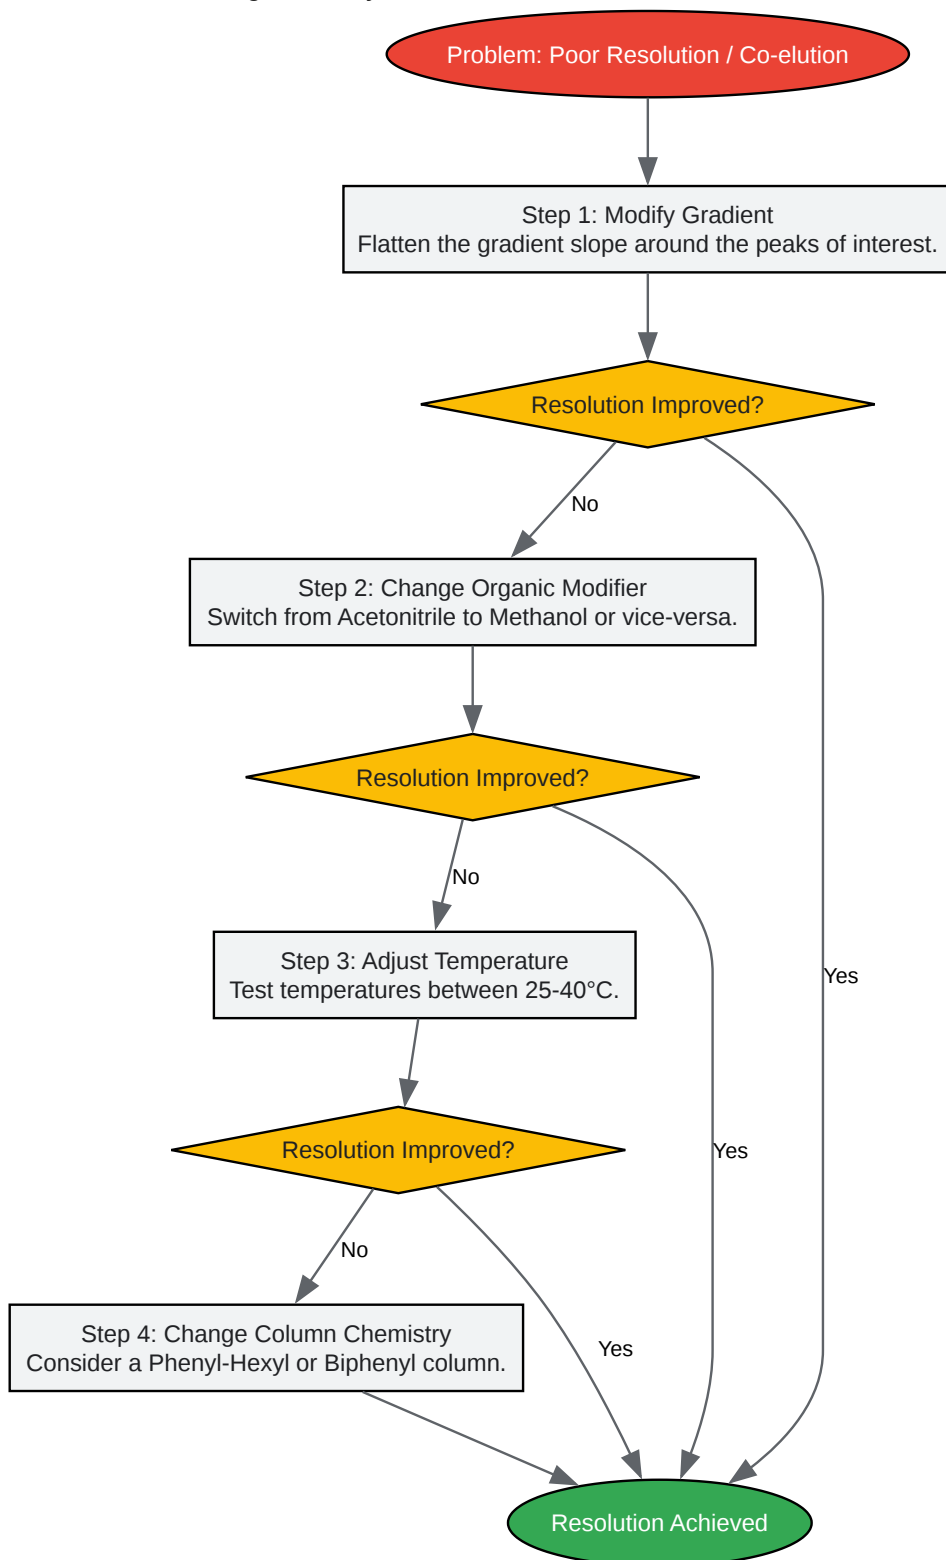 Problem: Poor Resolution / Co-elution
Step 1: Modify Gradient
Flatten the gradient slope around the peaks of interest.
Resolution Improved?
No
Step 2: Change Organic Modifier
Switch from Acetonitrile to Methanol or vice-versa.
Resolution Improved?
No
Step 3: Adjust Temperature
Test temperatures between 25-40°C.
Yes
Resolution Improved?
Yes
No
Step 4: Change Column Chemistry
Consider a Phenyl-Hexyl or Biphenyl column.
Yes
Resolution Achieved